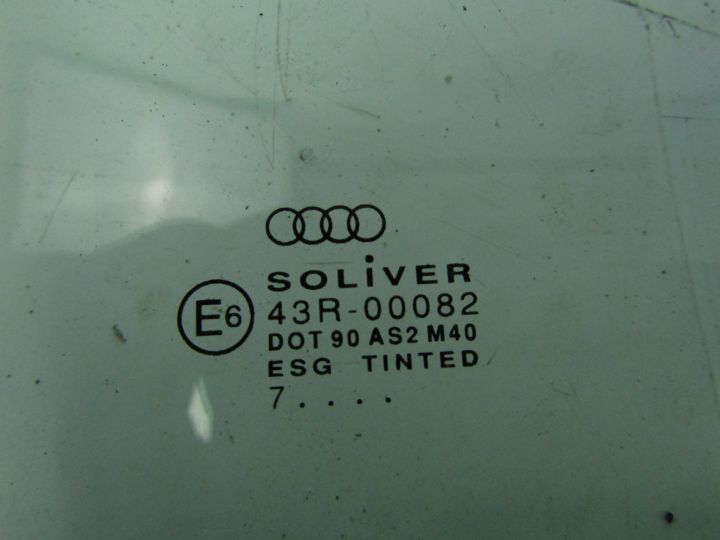 SOLiVER
E6 43R-00082
DOT 90 AS2 M40
ESG TINTED
7....